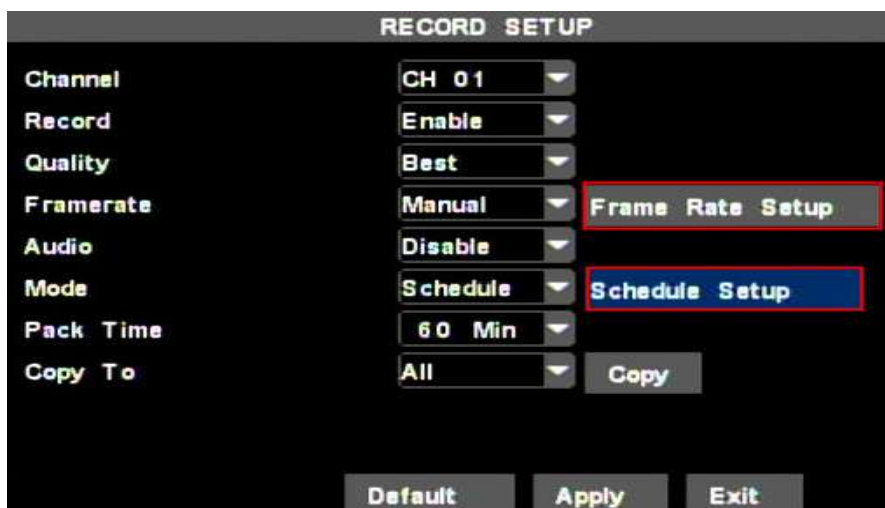 RECORD SETUP
Channel CH 01
Record Enable
Quality Best
Framerate Manual Frame Rate Setup
Audio Disable
Mode Schedule Schedule Setup
Pack Time 60 Min
Copy To All Copy
Default Apply Exit